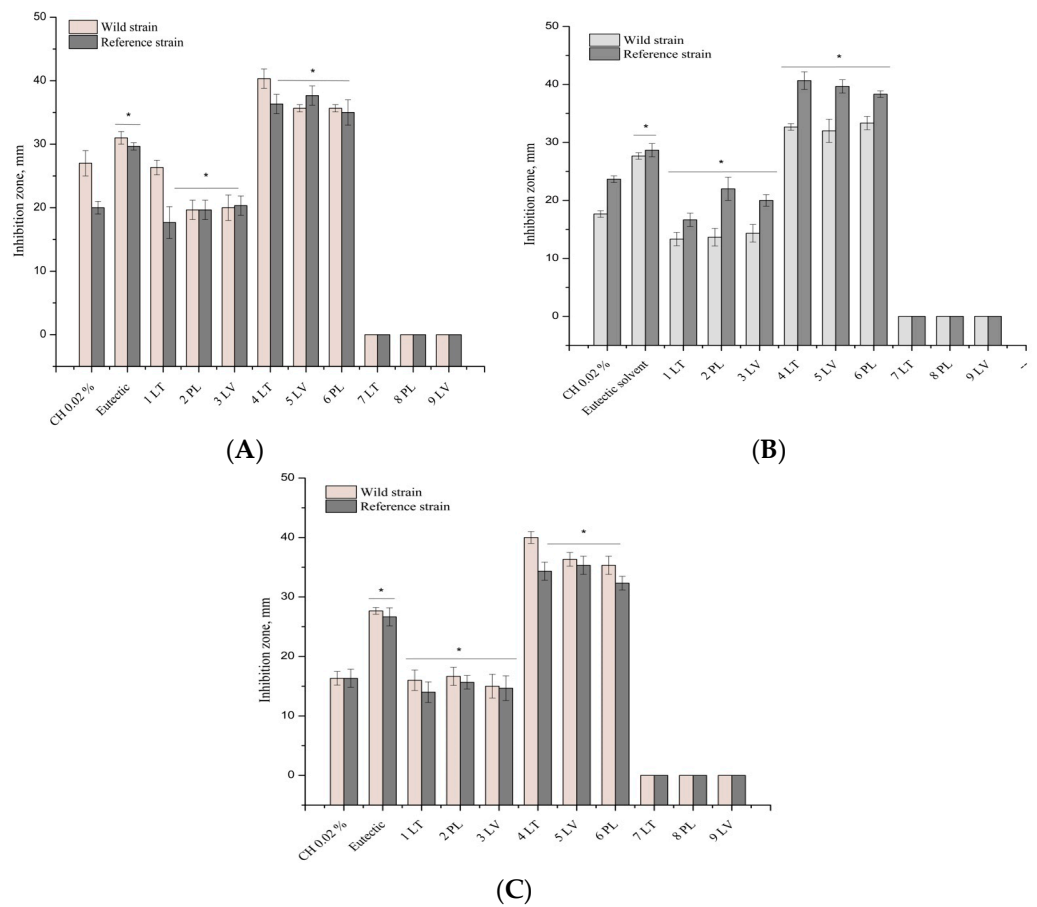 50
Wild strain
Reference strain
40
30
20
10
0
Inhibition zone, mm
*
*
*
CH 0.02 %
Eutectic
1 LT
2 PL
3 LV
4 LT
5 LV
6 PL
7 LT
8 PL
9 LV
(A)
50
Wild strain
Reference strain
40
30
20
10
0
Inhibition zone, mm
*
*
*
CH 0.02 %
Eutectic solvent
1 LT
2 PL
3 LV
4 LT
5 LV
6 PL
7 LT
8 PL
9 LV
--
(B)
50
Wild strain
Reference strain
40
30
20
10
0
Inhibition zone, mm
*
*
*
CH 0.02 %
Eutectic
1 LT
2 PL
3 LV
4 LT
5 LV
6 PL
7 LT
8 PL
9 LV
(C)